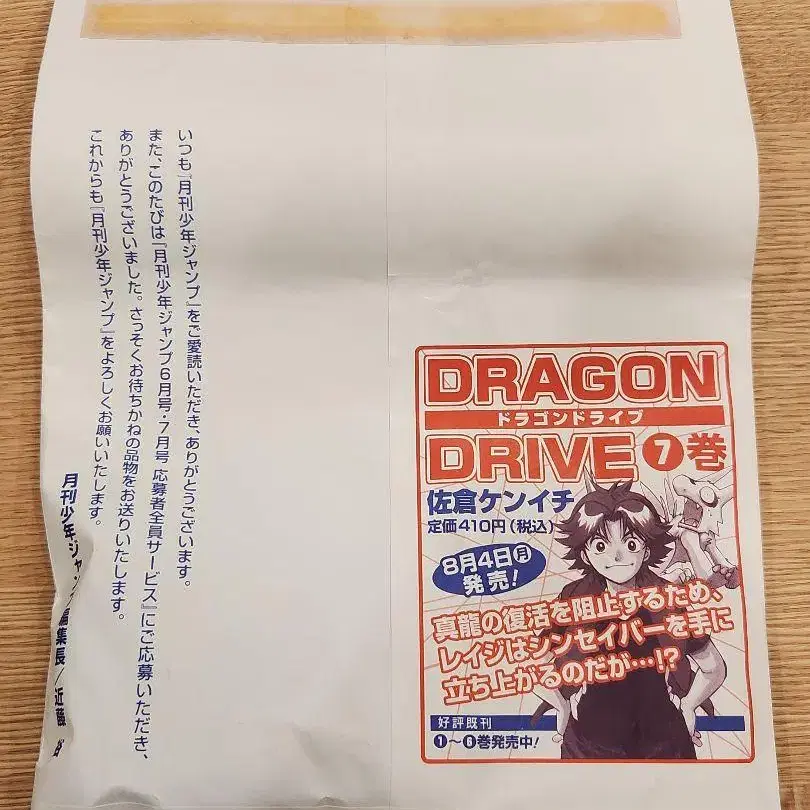 いつも『月刊少年ジャンプ』をご愛読いただき、ありがとうございます。
また、このたびは『月刊少年ジャンプ6月号・7月号 応募者全員サービス』にご応募いただき、
ありがとうございました。さっそくお待ちかねの品物をお送りいたします。
これからも『月刊少年ジャンプ』をよろしくお願いいたします。
月刊少年ジャンプ編集長/近藤
DRAGON
ドラゴンドライブ
DRIVE 7巻
佐倉ケンイチ
定価410円(税込)
8月4日(月)
発売!
真龍の復活を阻止するため、
レイジはシンセイバーを手に
立ち上がるのだが…!?
好評既刊
❶〜❻巻発売中!